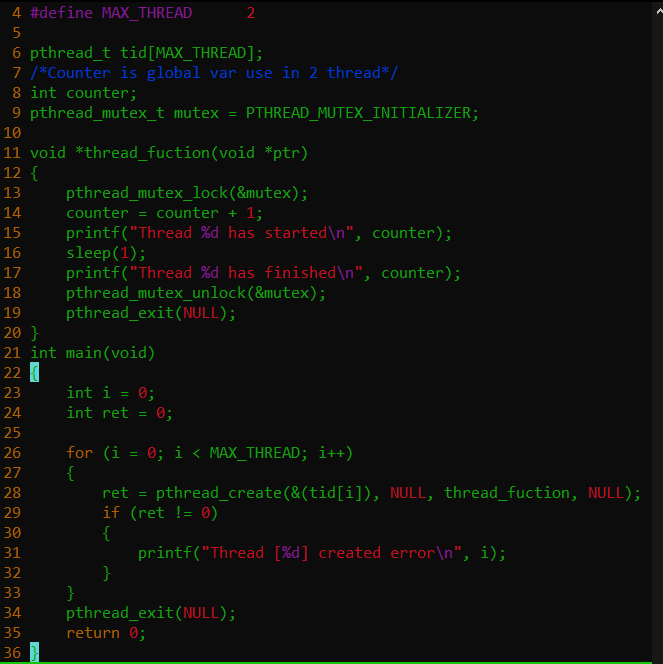 4 #define MAX_THREAD      2
5
6 pthread_t tid[MAX_THREAD];
7 /*Counter is global var use in 2 thread*/
8 int counter;
9 pthread_mutex_t mutex = PTHREAD_MUTEX_INITIALIZER;
10
11 void *thread_fuction(void *ptr)
12 {
13     pthread_mutex_lock(&mutex);
14     counter = counter + 1;
15     printf("Thread %d has started\n", counter);
16     sleep(1);
17     printf("Thread %d has finished\n", counter);
18     pthread_mutex_unlock(&mutex);
19     pthread_exit(NULL);
20 }
21 int main(void)
22 {
23     int i = 0;
24     int ret = 0;
25
26     for (i = 0; i < MAX_THREAD; i++)
27     {
28         ret = pthread_create(&(tid[i]), NULL, thread_fuction, NULL);
29         if (ret != 0)
30         {
31             printf("Thread [%d] created error\n", i);
32         }
33     }
34     pthread_exit(NULL);
35     return 0;
36 }